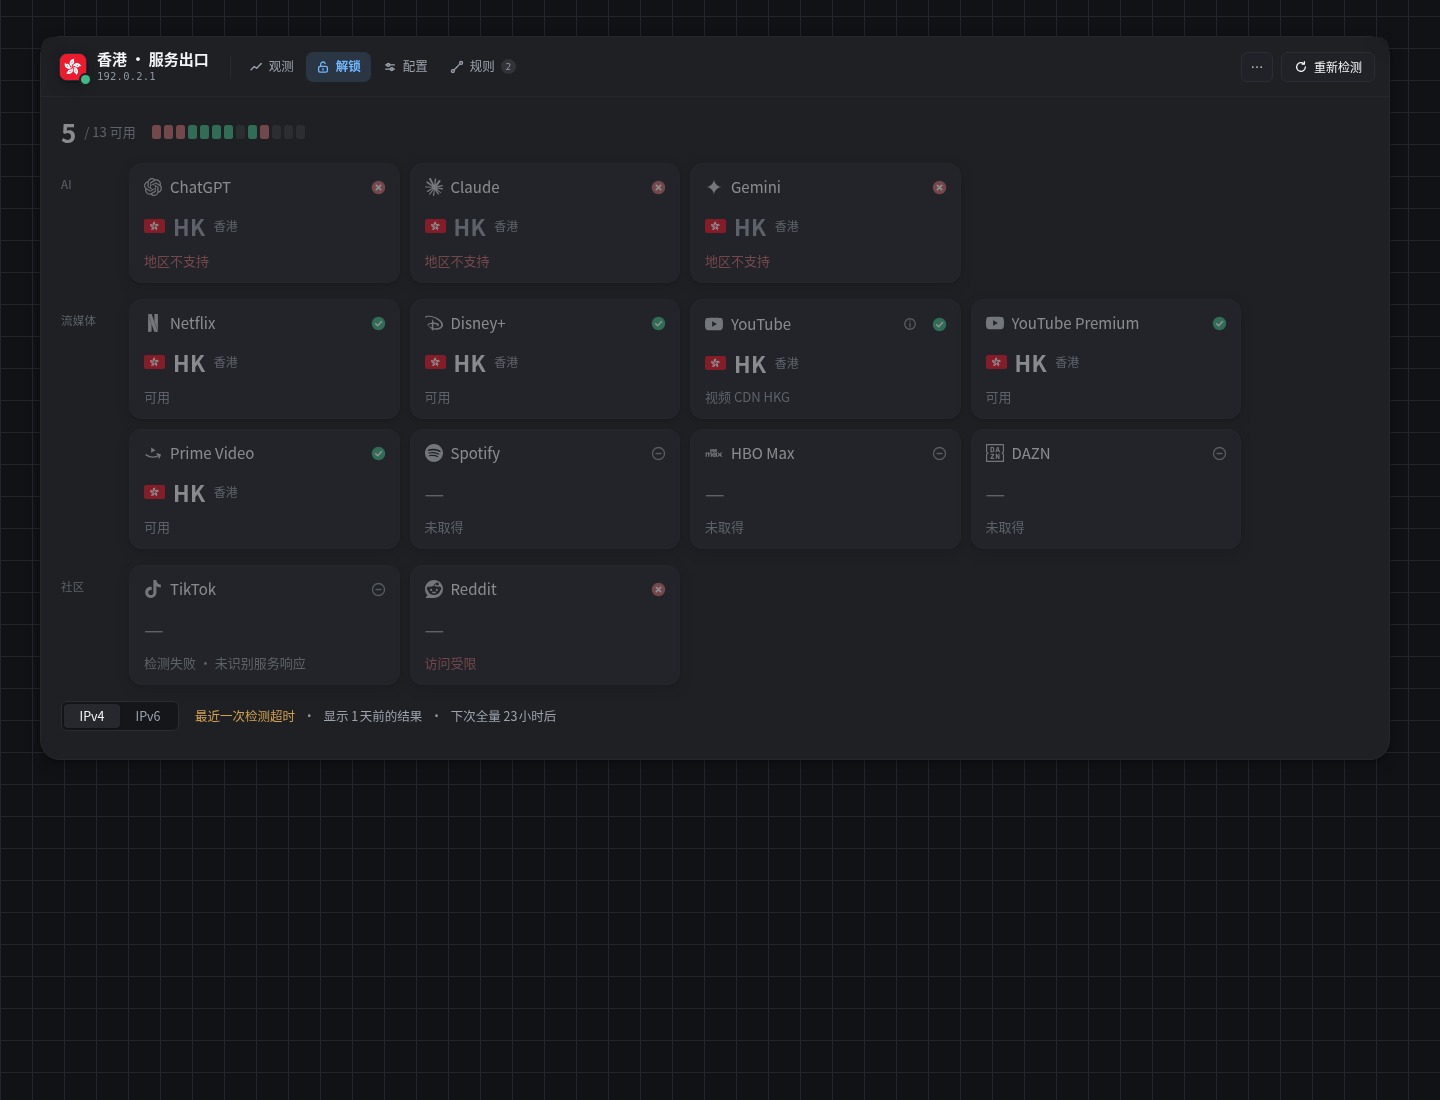 香港 · 服务出口
192.0.2.1
观测
解锁
配置
规则 2
···
重新检测
5 / 13 可用
AI
ChatGPT
HK 香港
地区不支持
Claude
HK 香港
地区不支持
Gemini
HK 香港
地区不支持
流媒体
Netflix
HK 香港
可用
Disney+
HK 香港
可用
YouTube
HK 香港
视频 CDN HKG
YouTube Premium
HK 香港
可用
Prime Video
HK 香港
可用
Spotify
—
未取得
HBO Max
—
未取得
DAZN
—
未取得
社区
TikTok
—
检测失败 · 未识别服务响应
Reddit
—
访问受限
IPv4
IPv6
最近一次检测超时 · 显示 1 天前的结果 · 下次全量 23 小时后